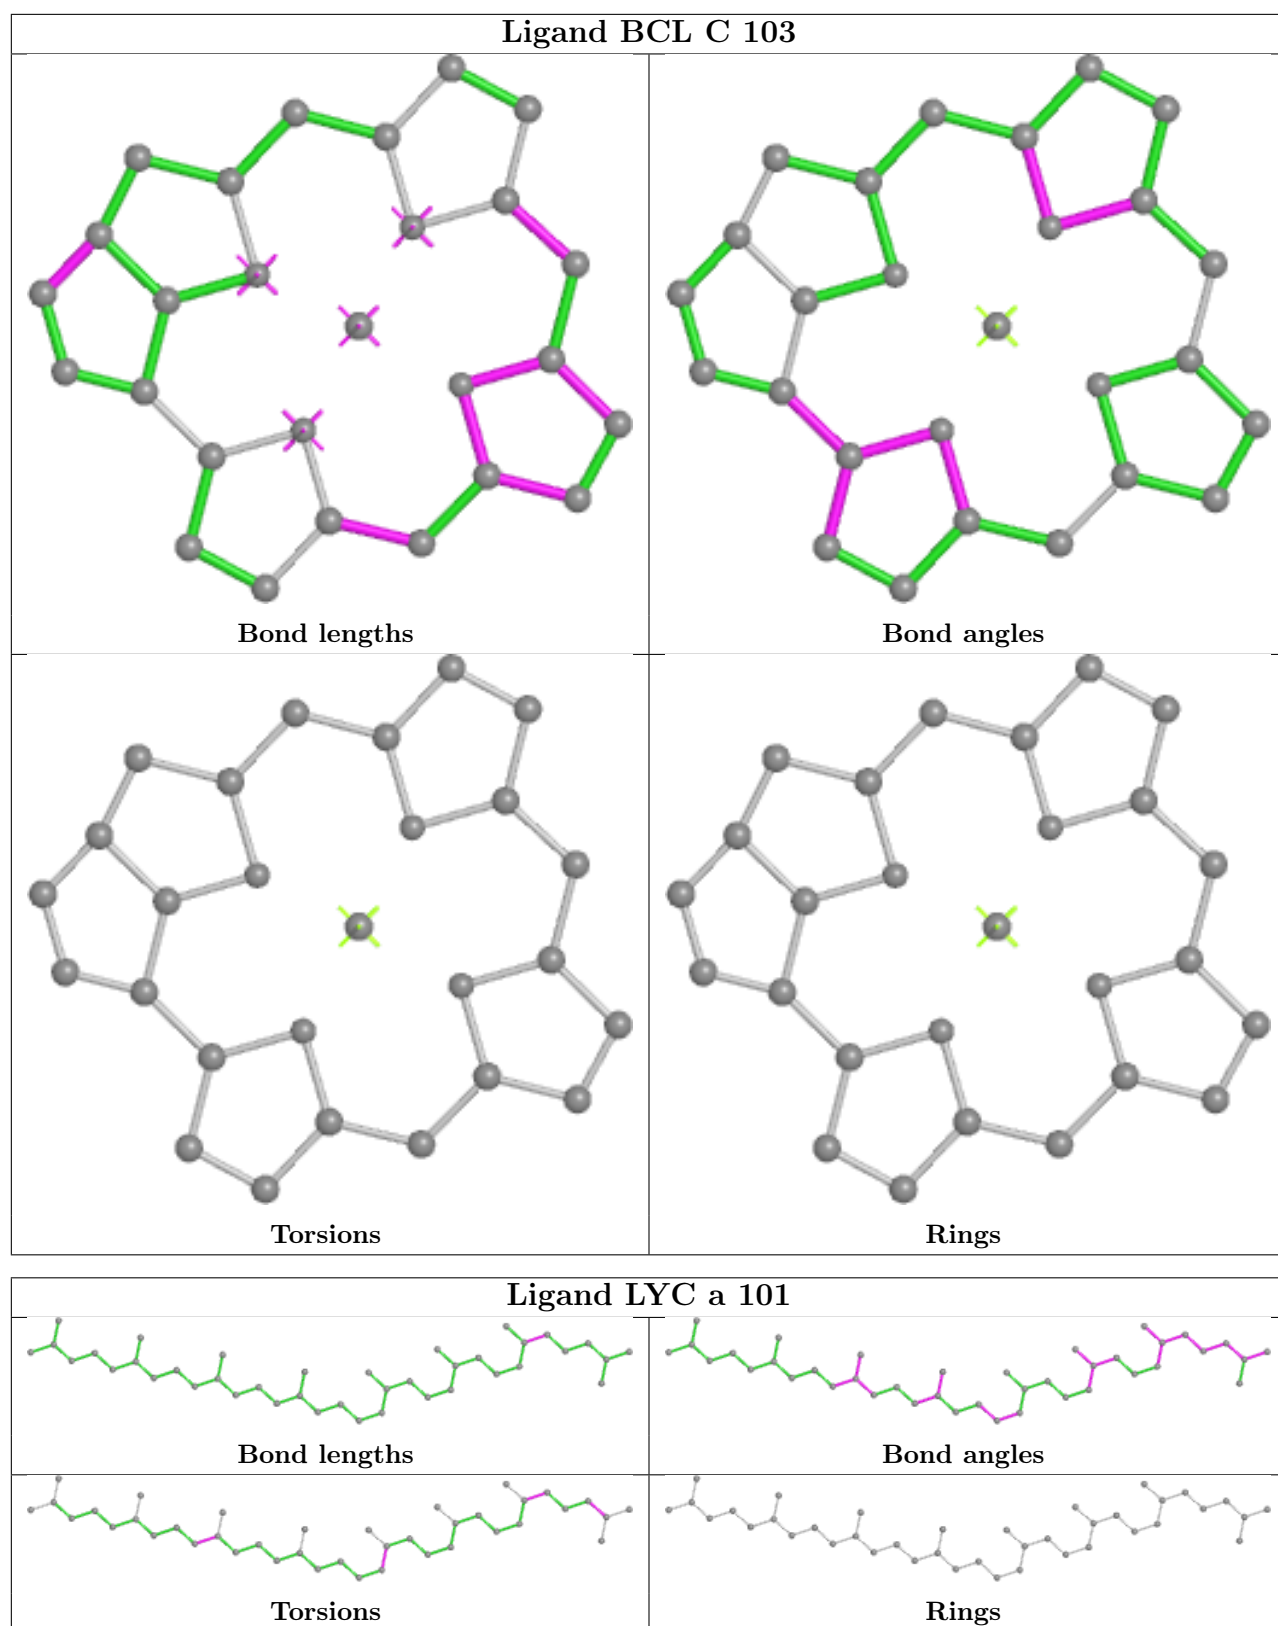 Ligand BCL C 103
Bond lengths
Bond angles
Torsions
Rings
Ligand LYC a 101
Bond lengths
Bond angles
Torsions
Rings